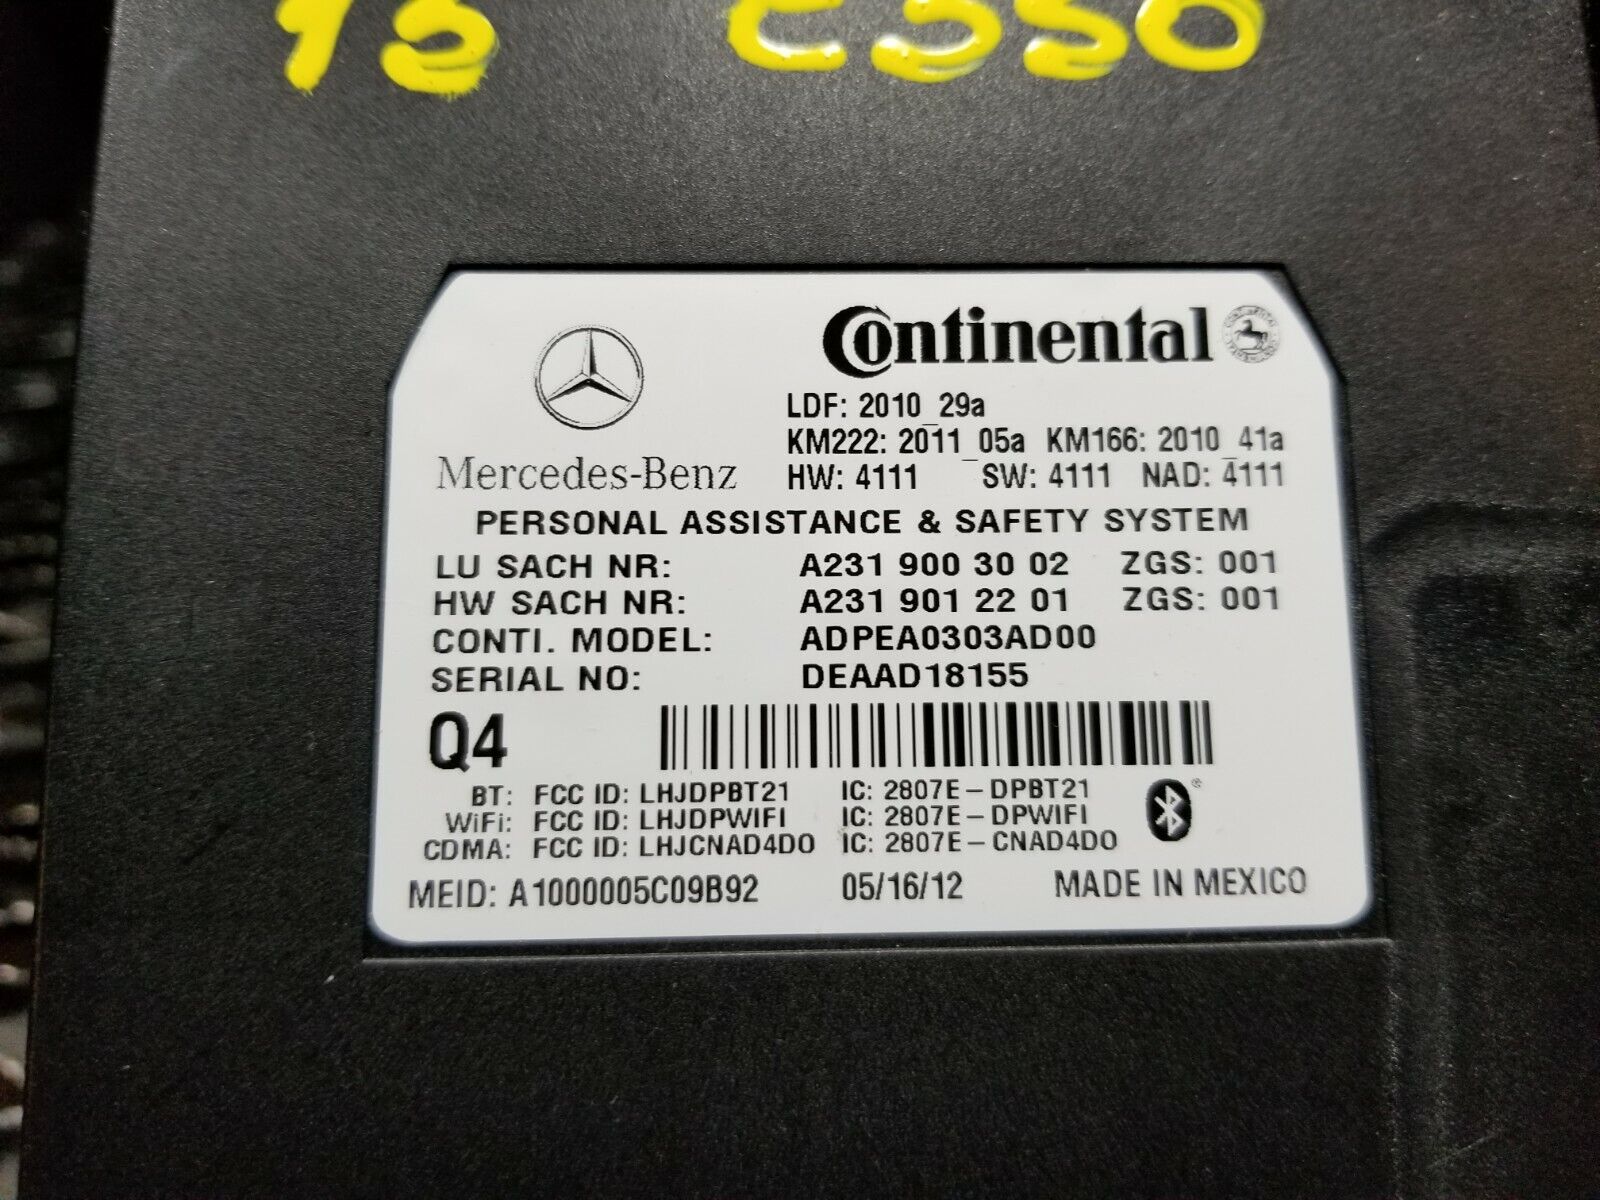 Continental
LDF: 2010_29a
KM222: 2011_05a KM166: 2010_41a
Mercedes-Benz HW: 4111 SW: 4111 NAD: 4111
PERSONAL ASSISTANCE & SAFETY SYSTEM
LU SACH NR: A231 900 30 02 ZGS: 001
HW SACH NR: A231 901 22 01 ZGS: 001
CONTI. MODEL: ADPEA0303AD00
SERIAL NO: DEAAD18155
Q4
BT: FCC ID: LHJDPBT21 IC: 2807E-DPBT21
WiFi: FCC ID: LHJDPWIFI IC: 2807E-DPWIFI
CDMA: FCC ID: LHJCNAD4DO IC: 2807E-CNAD4DO
MEID: A1000005C09B92 05/16/12 MADE IN MEXICO